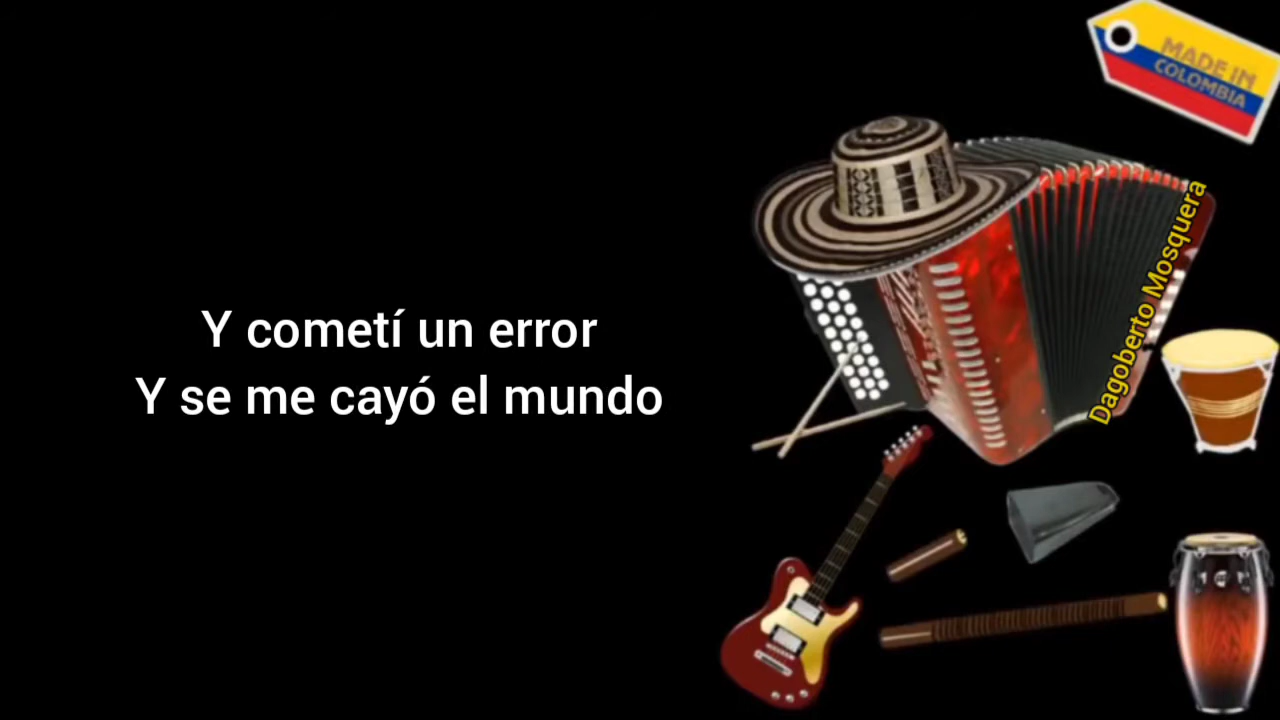 MADE IN
COLOMBIA
Dagoberto Mosquera
Y cometí un error
Y se me cayó el mundo